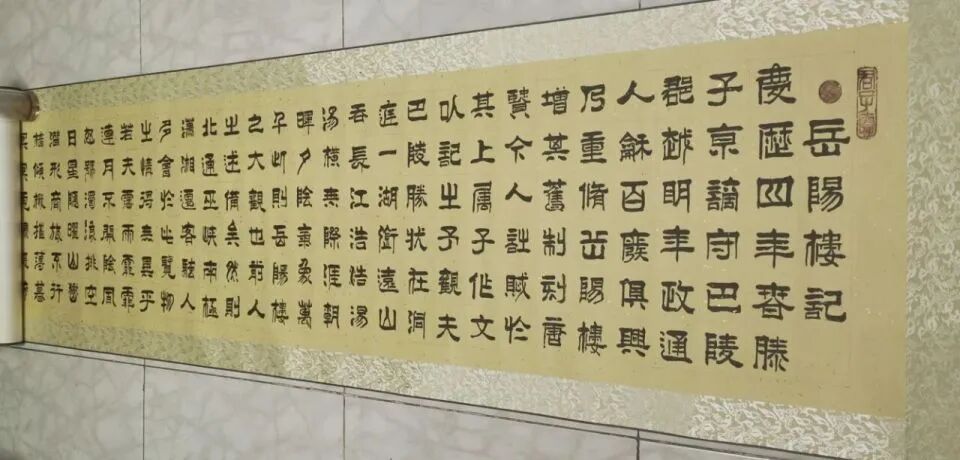 岳陽樓記
慶歷四年春滕
子京謫守巴陵
郡越明年政通
人龢百廢俱興
乃重脩岳陽樓
增其舊制刻唐
賢今人詩賦於
其上屬予作文
以記之予觀夫
巴陵勝狀在洞
庭一湖銜遠山
吞長江浩浩湯
湯橫無際涯朝
暉夕陰氣象萬
千此則岳陽樓
之大觀也前人
之述備矣然則
北通巫峽南極
瀟湘遷客騷人
多會於此覽物
之情得無異乎
若夫霪雨霏霏
連月不開陰風
怒號濁浪排空
日星隱曜山岳
潛形商旅不行
檣傾楫摧薄暮